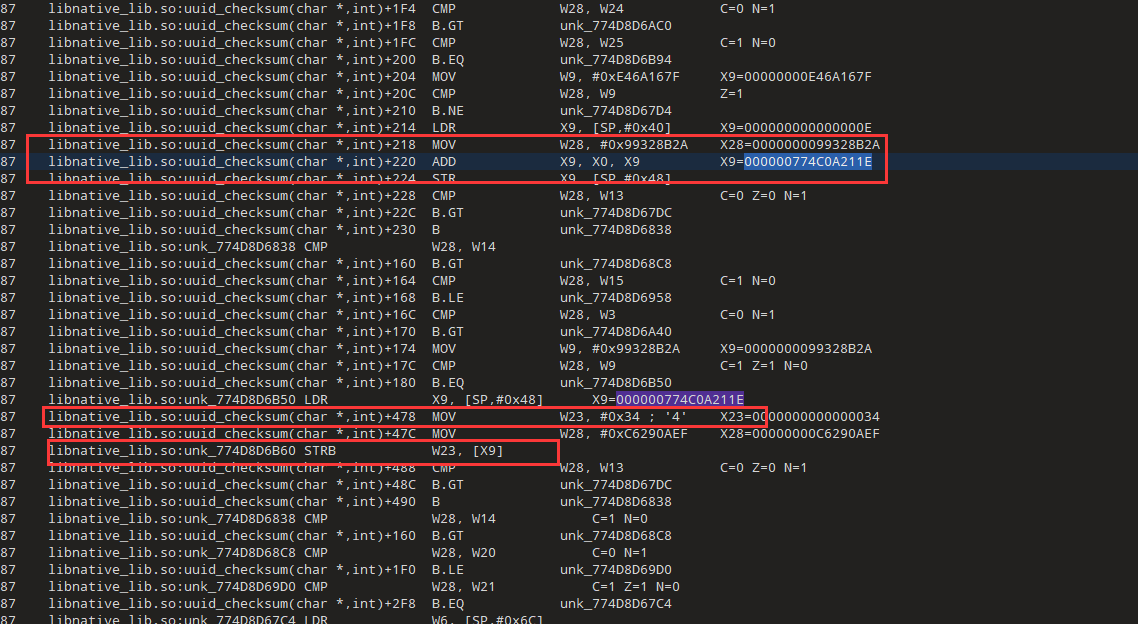 87 libnative_lib.so:uuid_checksum(char *,int)+1F4 CMP W28, W24 C=0 N=1
87 libnative_lib.so:uuid_checksum(char *,int)+1F8 B.GT unk_774D8D6AC0
87 libnative_lib.so:uuid_checksum(char *,int)+1FC CMP W28, W25 C=1 N=0
87 libnative_lib.so:uuid_checksum(char *,int)+200 B.EQ unk_774D8D6B94
87 libnative_lib.so:uuid_checksum(char *,int)+204 MOV W9, #0xE46A167F X9=00000000E46A167F
87 libnative_lib.so:uuid_checksum(char *,int)+20C CMP W28, W9 Z=1
87 libnative_lib.so:uuid_checksum(char *,int)+210 B.NE unk_774D8D67D4
87 libnative_lib.so:uuid_checksum(char *,int)+214 LDR X9, [SP,#0x40] X9=000000000000000E
87 libnative_lib.so:uuid_checksum(char *,int)+218 MOV W28, #0x99328B2A X28=0000000099328B2A
87 libnative_lib.so:uuid_checksum(char *,int)+220 ADD X9, X0, X9 X9=000000774C0A211E
87 libnative_lib.so:uuid_checksum(char *,int)+224 STR X9, [SP,#0x48]
87 libnative_lib.so:uuid_checksum(char *,int)+228 CMP W28, W13 C=0 Z=0 N=1
87 libnative_lib.so:uuid_checksum(char *,int)+22C B.GT unk_774D8D67DC
87 libnative_lib.so:uuid_checksum(char *,int)+230 B unk_774D8D6838
87 libnative_lib.so:unk_774D8D6838 CMP W28, W14
87 libnative_lib.so:uuid_checksum(char *,int)+160 B.GT unk_774D8D68C8
87 libnative_lib.so:uuid_checksum(char *,int)+164 CMP W28, W15 C=1 N=0
87 libnative_lib.so:uuid_checksum(char *,int)+168 B.LE unk_774D8D6958
87 libnative_lib.so:uuid_checksum(char *,int)+16C CMP W28, W3 C=0 N=1
87 libnative_lib.so:uuid_checksum(char *,int)+170 B.GT unk_774D8D6A40
87 libnative_lib.so:uuid_checksum(char *,int)+174 MOV W9, #0x99328B2A X9=0000000099328B2A
87 libnative_lib.so:uuid_checksum(char *,int)+17C CMP W28, W9 C=1 Z=1 N=0
87 libnative_lib.so:uuid_checksum(char *,int)+180 B.EQ unk_774D8D6B50
87 libnative_lib.so:unk_774D8D6B50 LDR X9, [SP,#0x48] X9=000000774C0A211E
87 libnative_lib.so:uuid_checksum(char *,int)+478 MOV W23, #0x34 ; '4' X23=0000000000000034
87 libnative_lib.so:uuid_checksum(char *,int)+47C MOV W28, #0xC6290AEF X28=00000000C6290AEF
87 libnative_lib.so:unk_774D8D6B60 STRB W23, [X9]
87 libnative_lib.so:uuid_checksum(char *,int)+488 CMP W28, W13 C=0 Z=0 N=1
87 libnative_lib.so:uuid_checksum(char *,int)+48C B.GT unk_774D8D67DC
87 libnative_lib.so:uuid_checksum(char *,int)+490 B unk_774D8D6838
87 libnative_lib.so:unk_774D8D6838 CMP W28, W14 C=1 N=0
87 libnative_lib.so:uuid_checksum(char *,int)+160 B.GT unk_774D8D68C8
87 libnative_lib.so:unk_774D8D68C8 CMP W28, W20 C=0 N=1
87 libnative_lib.so:uuid_checksum(char *,int)+1F0 B.LE unk_774D8D69D0
87 libnative_lib.so:unk_774D8D69D0 CMP W28, W21 C=1 Z=1 N=0
87 libnative_lib.so:uuid_checksum(char *,int)+2F8 B.EQ unk_774D8D67C4
87 libnative_lib.so:unk_774D8D67C4 LDR W6, [SP,#0x6C]